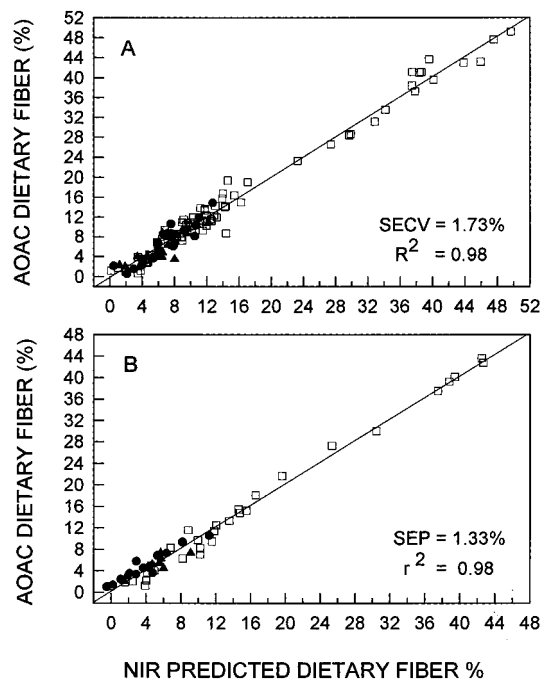 A
AOAC DIETARY FIBER (%)
52
48
44
40
36
32
28
24
20
16
12
8
4
0
SECV = 1.73%
R2 = 0.98
0 4 8 12 16 20 24 28 32 36 40 44 48 52
B
AOAC DIETARY FIBER (%)
48
44
40
36
32
28
24
20
16
12
8
4
0
SEP = 1.33%
r2 = 0.98
0 4 8 12 16 20 24 28 32 36 40 44 48
NIR PREDICTED DIETARY FIBER %